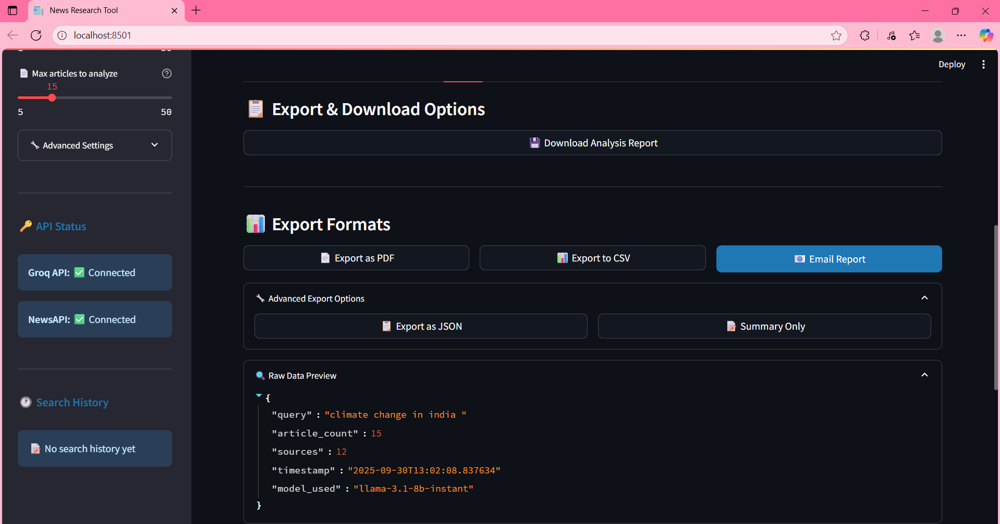 News Research Tool
localhost:8501
Deploy
Max articles to analyze
15
5 50
Advanced Settings
API Status
Groq API: ✅ Connected
NewsAPI: ✅ Connected
Search History
No search history yet
Export & Download Options
Download Analysis Report
Export Formats
Export as PDF
Export to CSV
Email Report
Advanced Export Options
Export as JSON
Summary Only
Raw Data Preview
{
"query" : "climate change in india "
"article_count" : 15
"sources" : 12
"timestamp" : "2025-09-30T13:02:08.837634"
"model_used" : "llama-3.1-8b-instant"
}